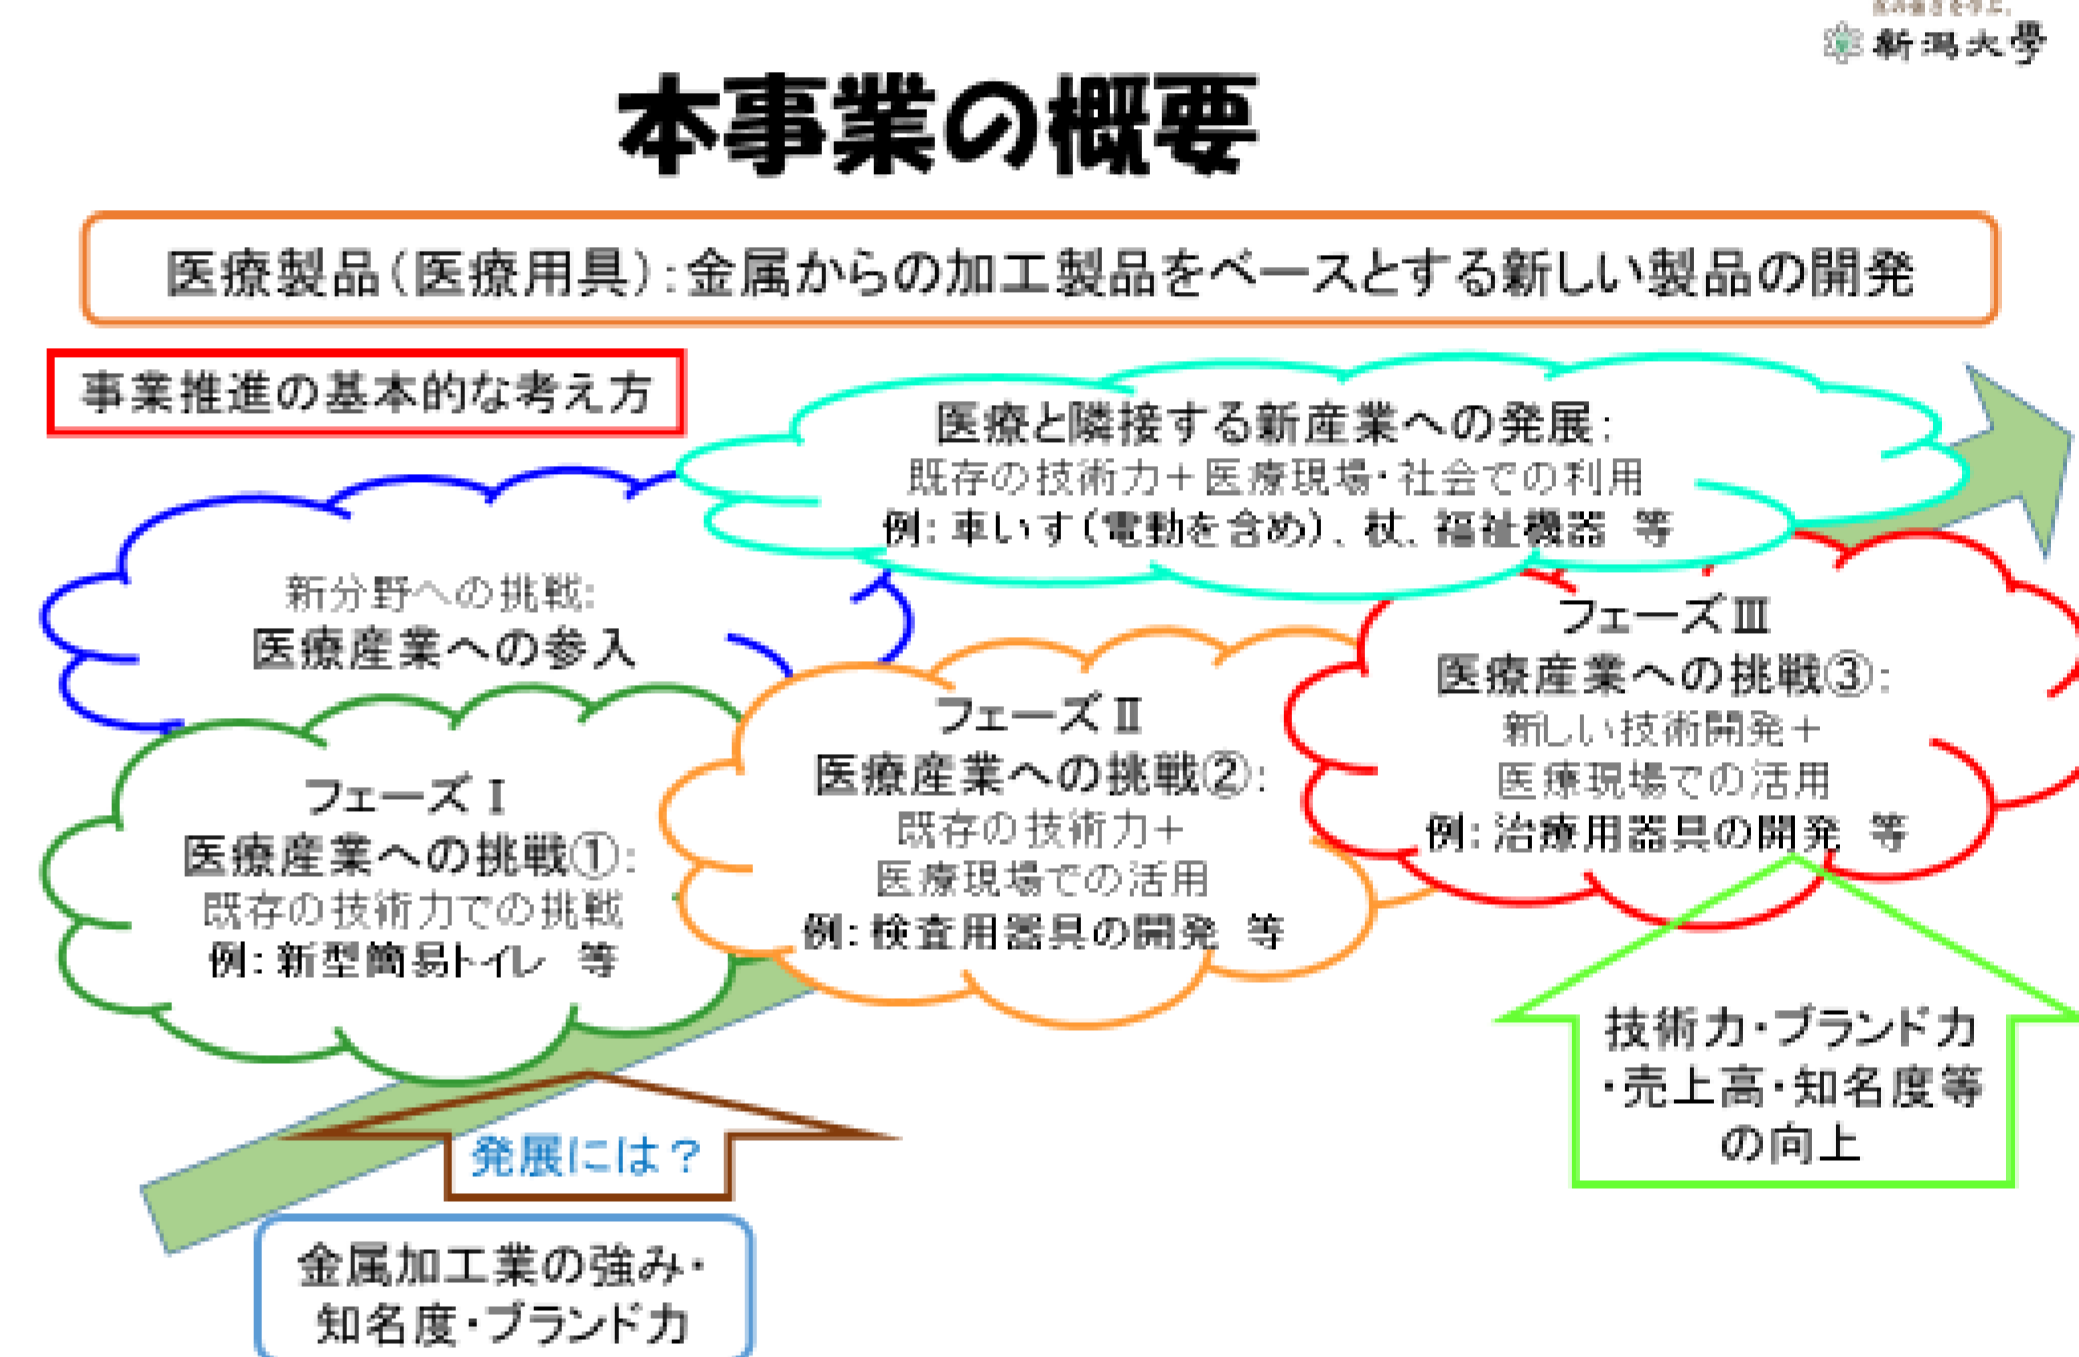 新潟大學
本事業の概要
医療製品(医療用具):金属からの加工製品をベースとする新しい製品の開発
事業推進の基本的な考え方
医療と隣接する新産業への発展:
既存の技術力+医療現場・社会での利用
例:車いす(電動を含め)、杖、福祉機器 等
新分野への挑戦:
医療産業への参入
フェーズⅠ
医療産業への挑戦①:
既存の技術力での挑戦
例:新型簡易トイレ 等
フェーズⅡ
医療産業への挑戦②:
既存の技術力+
医療現場での活用
例:検査用器具の開発 等
フェーズⅢ
医療産業への挑戦③:
新しい技術開発+
医療現場での活用
例:治療用器具の開発 等
発展には?
金属加工業の強み・
知名度・ブランド力
技術力・ブランド力
・売上高・知名度等
の向上